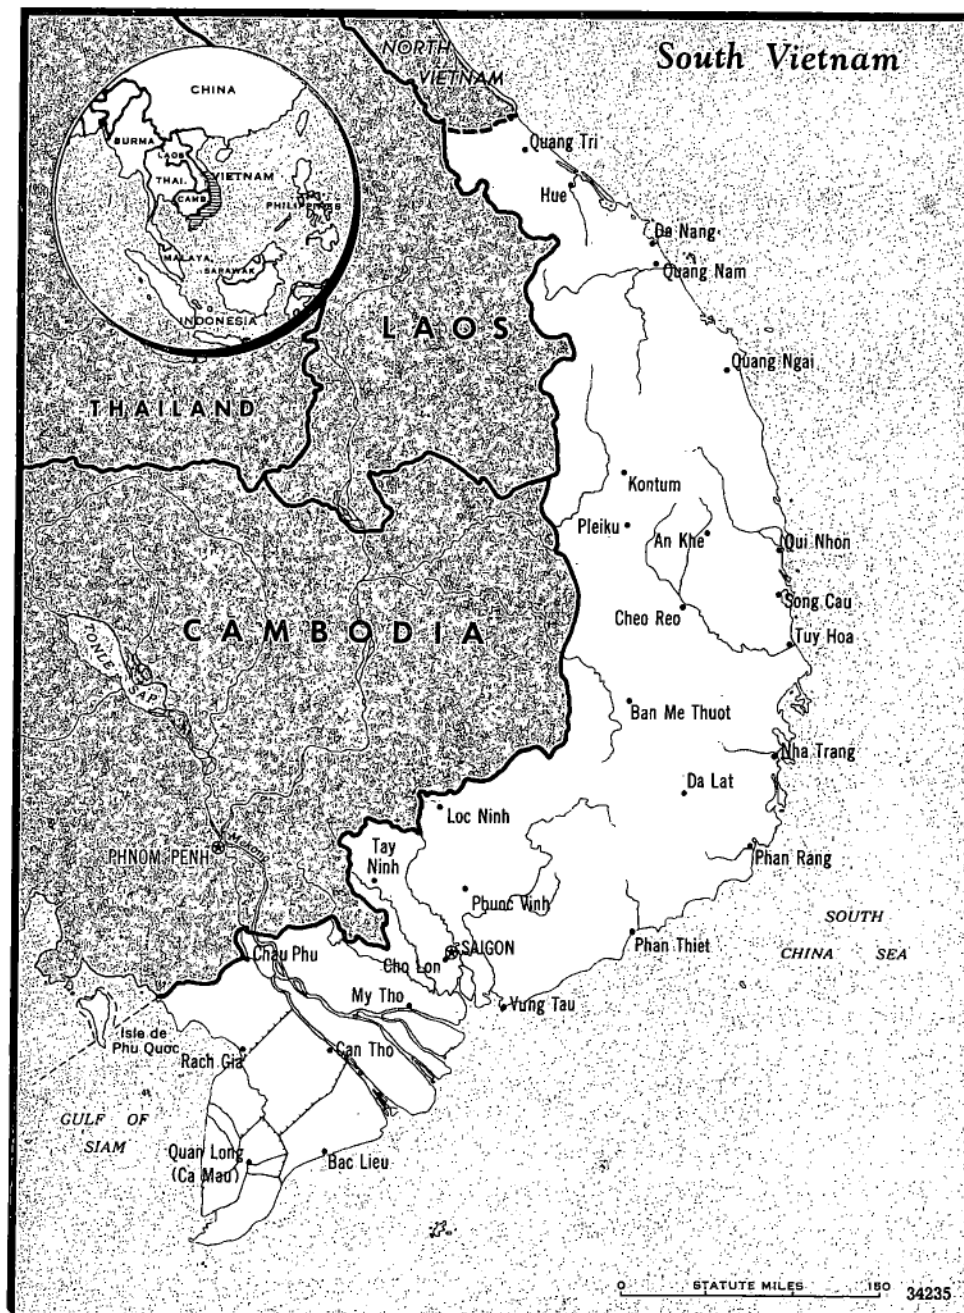 South Vietnam
NORTH
VIETNAM
CHINA
BURMA
LAOS
THAI.
VIETNAM
CAMB.
PHILIPPINES
MALAYA
SARAWAK
INDONESIA
Quang Tri
Hue
Da Nang
Quang Nam
LAOS
Quang Ngai
THAILAND
Kontum
Pleiku
An Khe
Qui Nhon
Song Cau
CAMBODIA
Cheo Reo
Tuy Hoa
TONLE SAP
Ban Me Thuot
Nha Trang
Da Lat
Loc Ninh
Mekong
PHNOM PENH
Tay
Ninh
Phan Rang
Phuoc Vinh
SOUTH
CHINA SEA
Phan Thiet
SAIGON
Chau Phu
Cho Lon
My Tho
Vung Tau
Isle de
Phu Quoc
Rach Gia
Can Tho
GULF OF
SIAM
Quan Long
(Ca Mau)
Bac Lieu
0 STATUTE MILES 150
34235